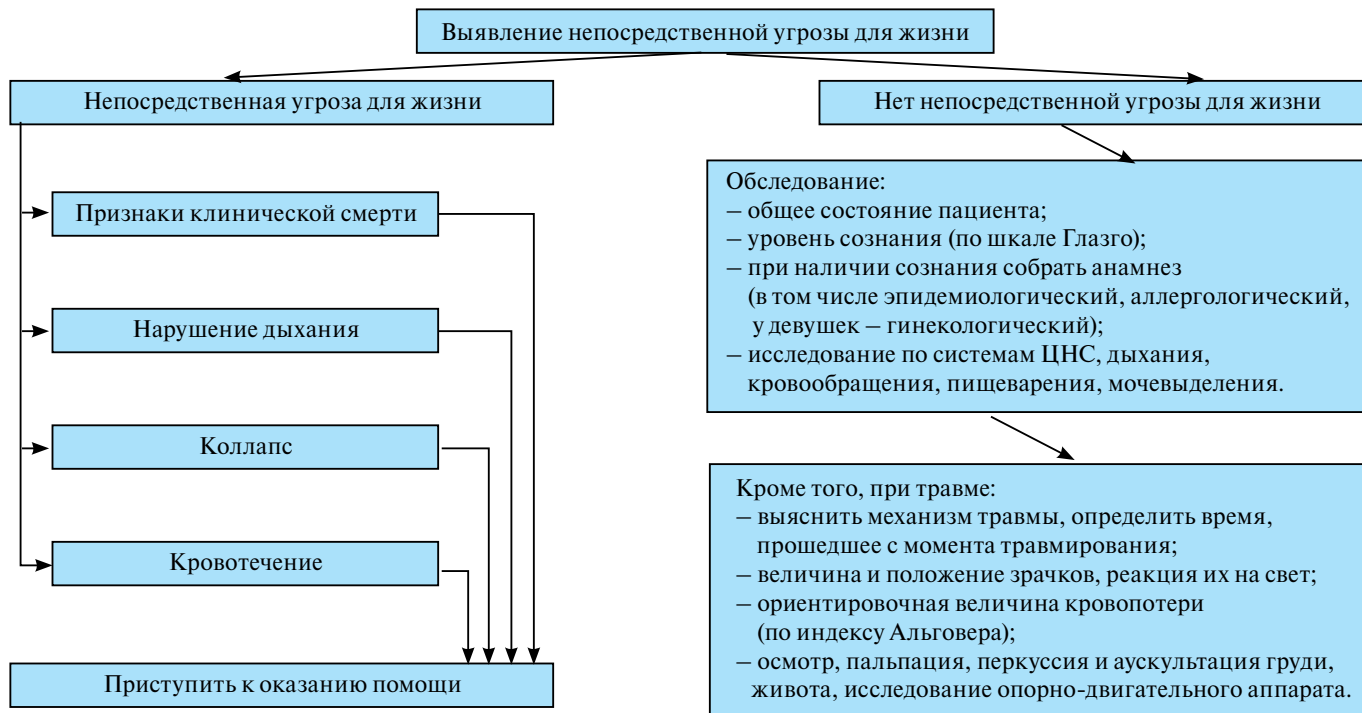 Выявление непосредственной угрозы для жизни
Непосредственная угроза для жизни
Нет непосредственной угрозы для жизни
Признаки клинической смерти
Нарушение дыхания
Коллапс
Кровотечение
Приступить к оказанию помощи
Обследование:
– общее состояние пациента;
– уровень сознания (по шкале Глазго);
– при наличии сознания собрать анамнез
(в том числе эпидемиологический, аллергологический,
у девушек – гинекологический);
– исследование по системам ЦНС, дыхания,
кровообращения, пищеварения, мочевыделения.
Кроме того, при травме:
– выяснить механизм травмы, определить время,
прошедшее с момента травмирования;
– величина и положение зрачков, реакция их на свет;
– ориентировочная величина кровопотери
(по индексу Альговера);
– осмотр, пальпация, перкуссия и аускультация груди,
живота, исследование опорно-двигательного аппарата.